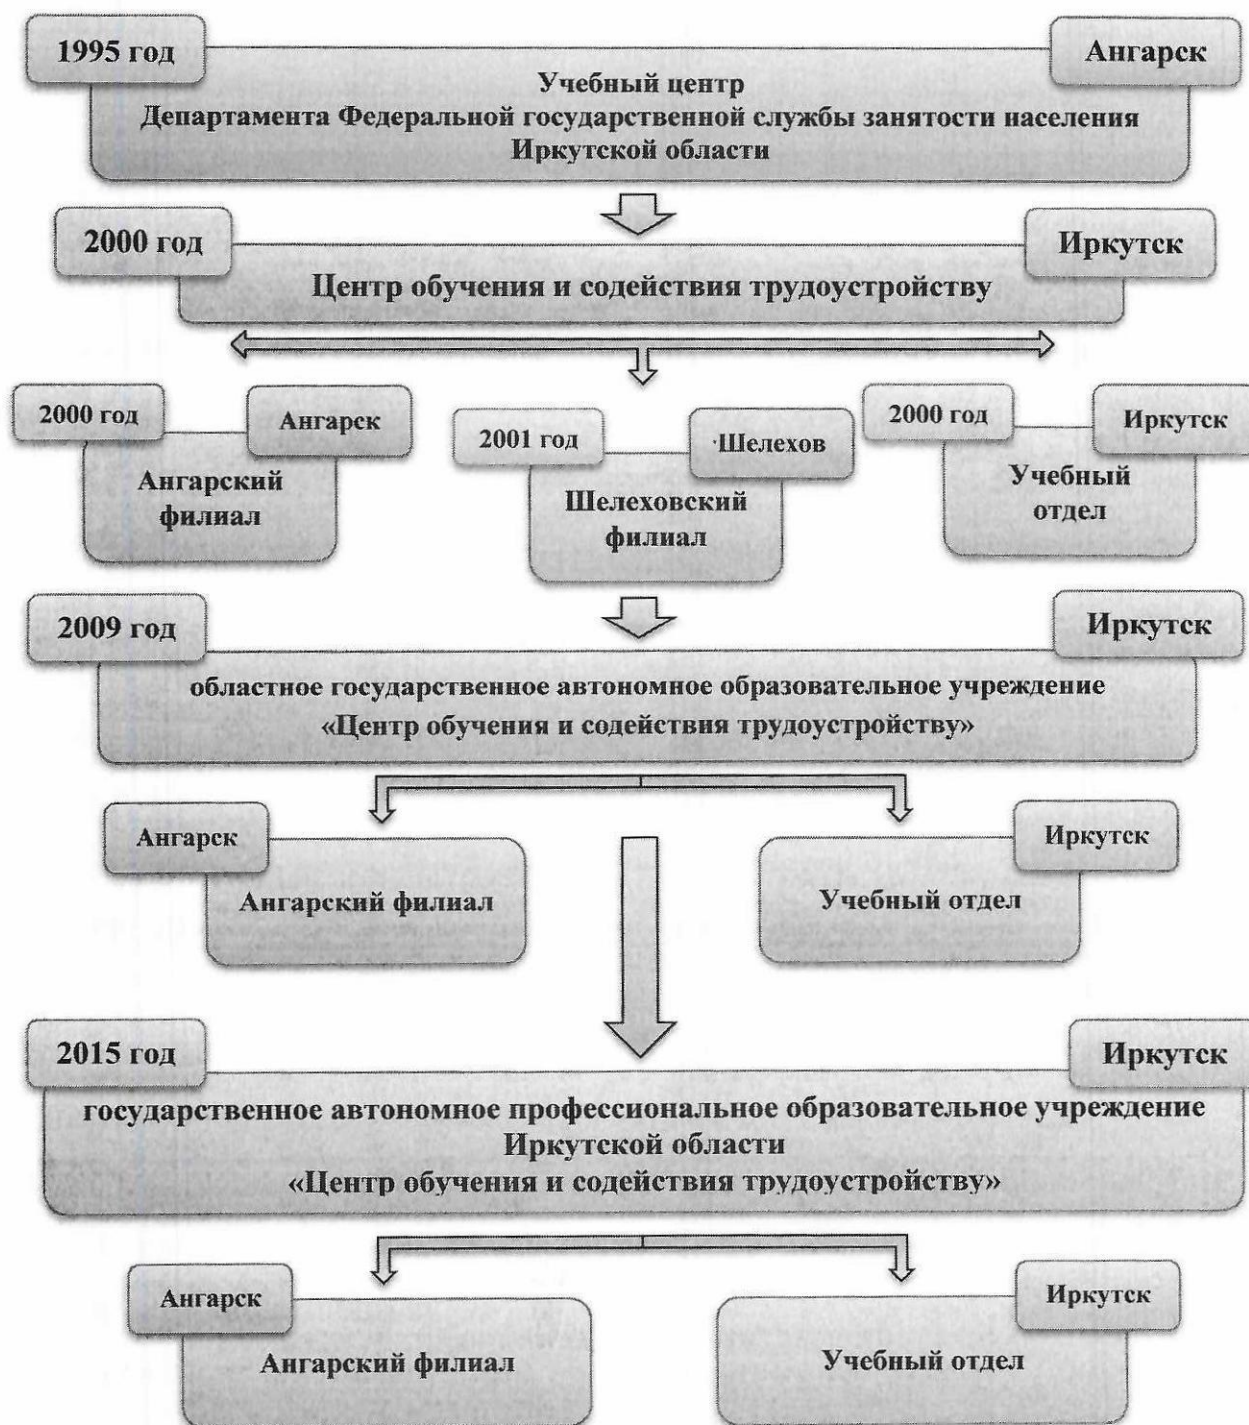 1995 год
Ангарск
Учебный центр
Департамента Федеральной государственной службы занятости населения
Иркутской области
2000 год
Иркутск
Центр обучения и содействия трудоустройству
2000 год
Ангарск
Ангарский
филиал
2001 год
Шелехов
Шелеховский
филиал
2000 год
Иркутск
Учебный
отдел
2009 год
Иркутск
областное государственное автономное образовательное учреждение
«Центр обучения и содействия трудоустройству»
Ангарск
Ангарский филиал
Иркутск
Учебный отдел
2015 год
Иркутск
государственное автономное профессиональное образовательное учреждение
Иркутской области
«Центр обучения и содействия трудоустройству»
Ангарск
Ангарский филиал
Иркутск
Учебный отдел